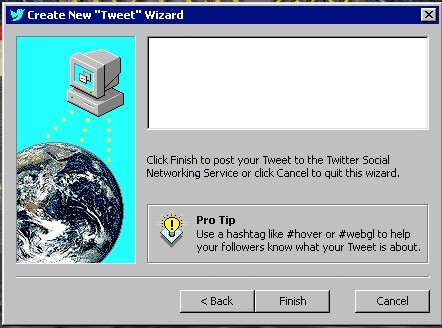 Create New "Tweet" Wizard
Click Finish to post your Tweet to the Twitter Social
Networking Service or click Cancel to quit this wizard.
Pro Tip
Use a hashtag like #hover or #webgl to help
your followers know what your Tweet is about.
< Back
Finish
Cancel